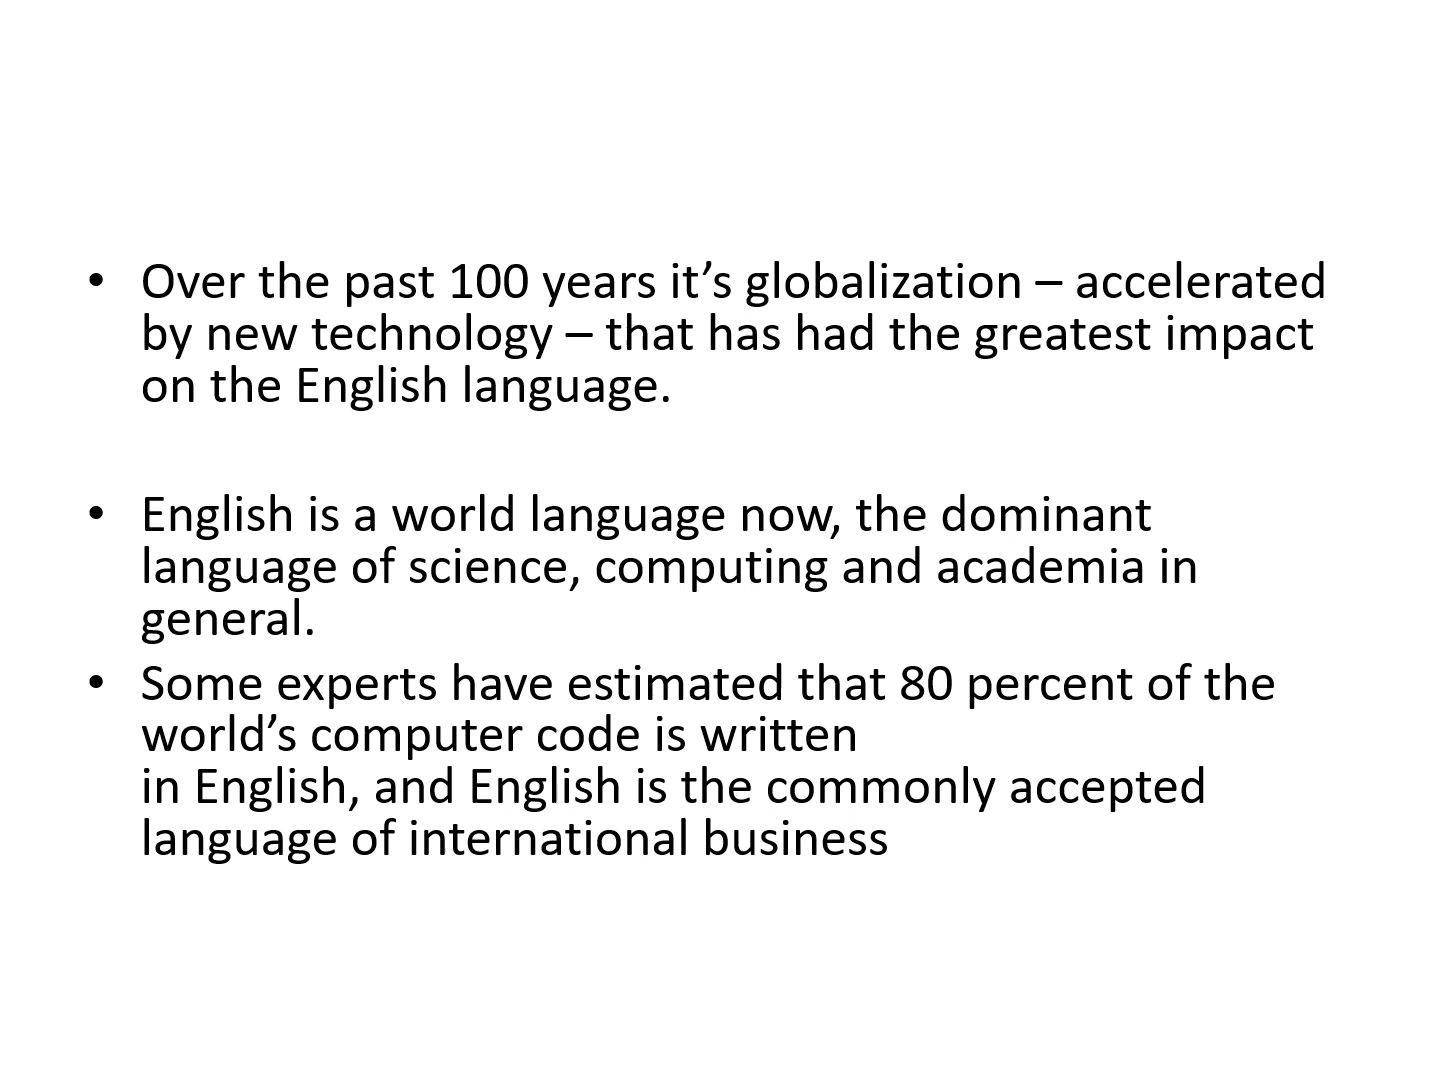 • Over the past 100 years it’s globalization – accelerated
by new technology – that has had the greatest impact
on the English language.
• English is a world language now, the dominant
language of science, computing and academia in
general.
• Some experts have estimated that 80 percent of the
world’s computer code is written
in English, and English is the commonly accepted
language of international business